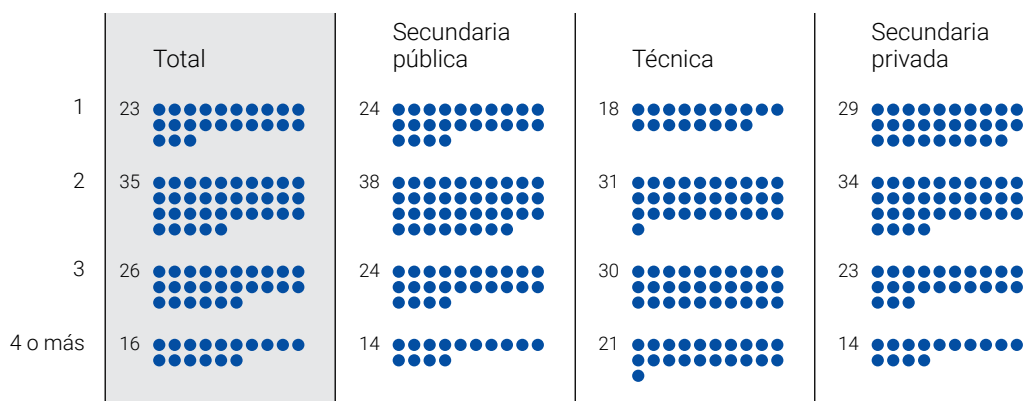 Total
Secundaria
pública
Técnica
Secundaria
privada
1 23 24 18 29
2 35 38 31 34
3 26 24 30 23
4 o más 16 14 21 14